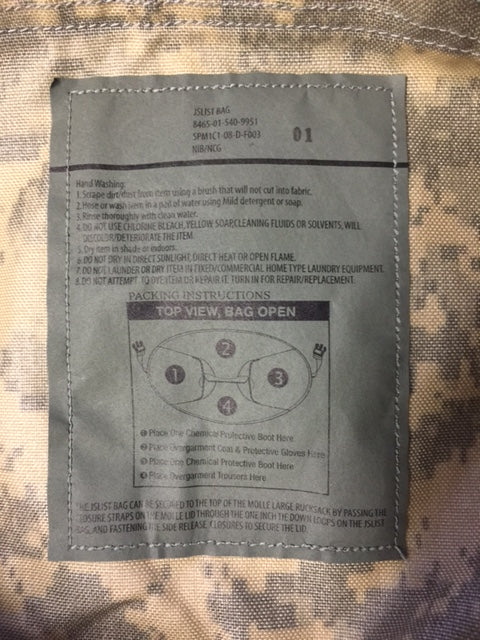 JSLIST BAG
8465-01-540-9951
SPM1C1-08-D-F003 01
NIB/NCG
Hand Washing:
1. Scrape dirt/dust from item using a brush that will not cut into fabric.
2. Hose or wash item in a pail of water using Mild detergent or soap.
3. Rinse thoroughly with clean water.
4. DO NOT USE CHLORINE BLEACH, YELLOW SOAP,CLEANING FLUIDS OR SOLVENTS, WILL
DISCOLOR/DETERIORATE THE ITEM.
5. Dry item in shade or indoors.
6. DO NOT DRY IN DIRECT SUNLIGHT, DIRECT HEAT OR OPEN FLAME.
7. DO NOT LAUNDER OR DRY ITEM IN FIXED/COMMERCIAL HOME TYPE LAUNDRY EQUIPMENT.
8. DO NOT ATTEMPT TO DYE ITEM OR REPAIR IT. TURN IN FOR REPAIR/REPLACEMENT.
PACKING INSTRUCTIONS
TOP VIEW, BAG OPEN
2
1 3
4
1 Place One Chemical Protective Boot Here
2 Place Overgarment Coat & Protective Gloves Here
3 Place One Chemical Protective Boot Here
4 Place Overgarment Trousers Here
THE JSLIST BAG CAN BE SECURED TO THE TOP OF THE MOLLE LARGE RUCKSACK BY PASSING THE
CLOSURE STRAPS ON THE MOLLE LID THROUGH THE ONE INCH TIE DOWN LOOPS ON THE JSLIST
BAG, AND FASTENING THE SIDE RELEASE CLOSURES TO SECURE THE LID.